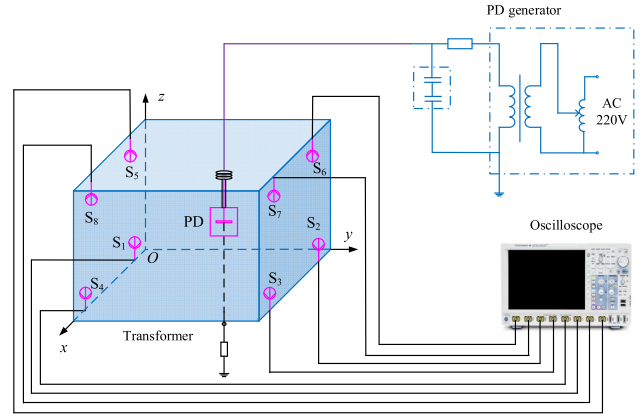 PD generator
AC
220V
z
S5
S6
S8
S7
PD
Oscilloscope
S1
S2
O
y
S4
S3
Transformer
x